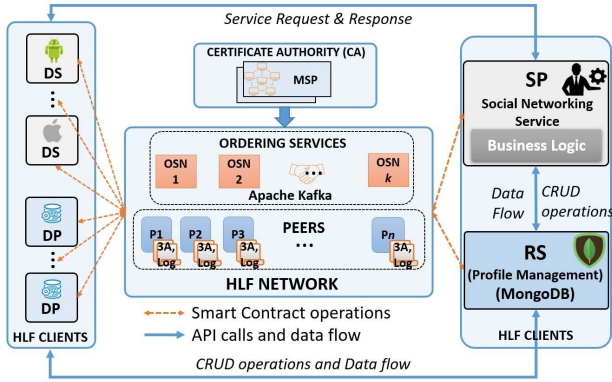 Service Request & Response
DS
DS
DP
DP
HLF CLIENTS
CERTIFICATE AUTHORITY (CA)
MSP
ORDERING SERVICES
OSN
1
OSN
2
OSN
k
Apache Kafka
PEERS
P1
3A,
Log
P2
3A,
Log
P3
3A,
Log
...
Pn
3A,
Log
HLF NETWORK
SP
Social Networking
Service
Business Logic
Data
Flow
CRUD
operations
RS
(Profile Management)
(MongoDB)
HLF CLIENTS
Smart Contract operations
API calls and data flow
CRUD operations and Data flow